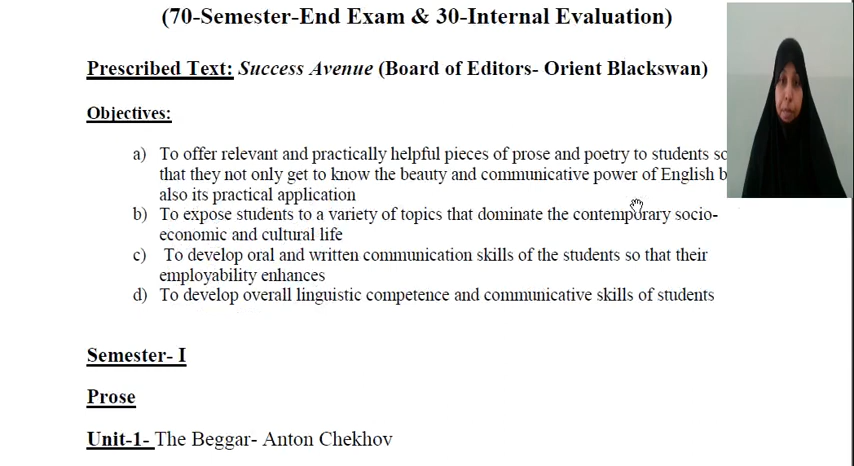 (70-Semester-End Exam & 30-Internal Evaluation)
Prescribed Text: Success Avenue (Board of Editors- Orient Blackswan)
Objectives:
a) To offer relevant and practically helpful pieces of prose and poetry to students so
that they not only get to know the beauty and communicative power of English b
also its practical application
b) To expose students to a variety of topics that dominate the contemporary socio-
economic and cultural life
c) To develop oral and written communication skills of the students so that their
employability enhances
d) To develop overall linguistic competence and communicative skills of students
Semester- I
Prose
Unit-1- The Beggar- Anton Chekhov